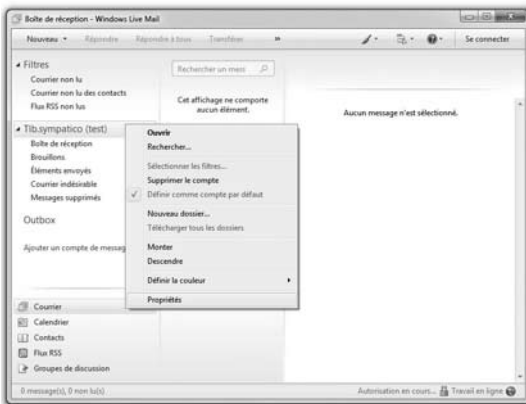 Boîte de réception - Windows Live Mail
Nouveau Répondre Répondre à tous Transférer » Se connecter
Filtres
Courrier non lu
Courrier non lu des contacts
Flux RSS non lus
Tlb.sympatico (test)
Boîte de réception
Brouillons
Éléments envoyés
Courrier indésirable
Messages supprimés
Outbox
Ajouter un compte de messag
Courrier
Calendrier
Contacts
Flux RSS
Groupes de discussion
Rechercher un mess
Cet affichage ne comporte
aucun élément.
Aucun message n'est sélectionné.
Ouvrir
Rechercher...
Sélectionner les filtres...
Supprimer le compte
Définir comme compte par défaut
Nouveau dossier...
Télécharger tous les dossiers
Monter
Descendre
Définir la couleur
Propriétés
0 message(s), 0 non lu(s) Autorisation en cours... Travail en ligne